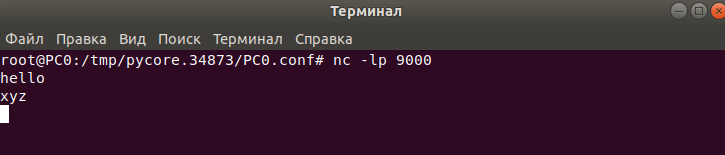 Терминал
Файл Правка Вид Поиск Терминал Справка
root@PC0:/tmp/pycore.34873/PC0.conf# nc -lp 9000
hello
xyz